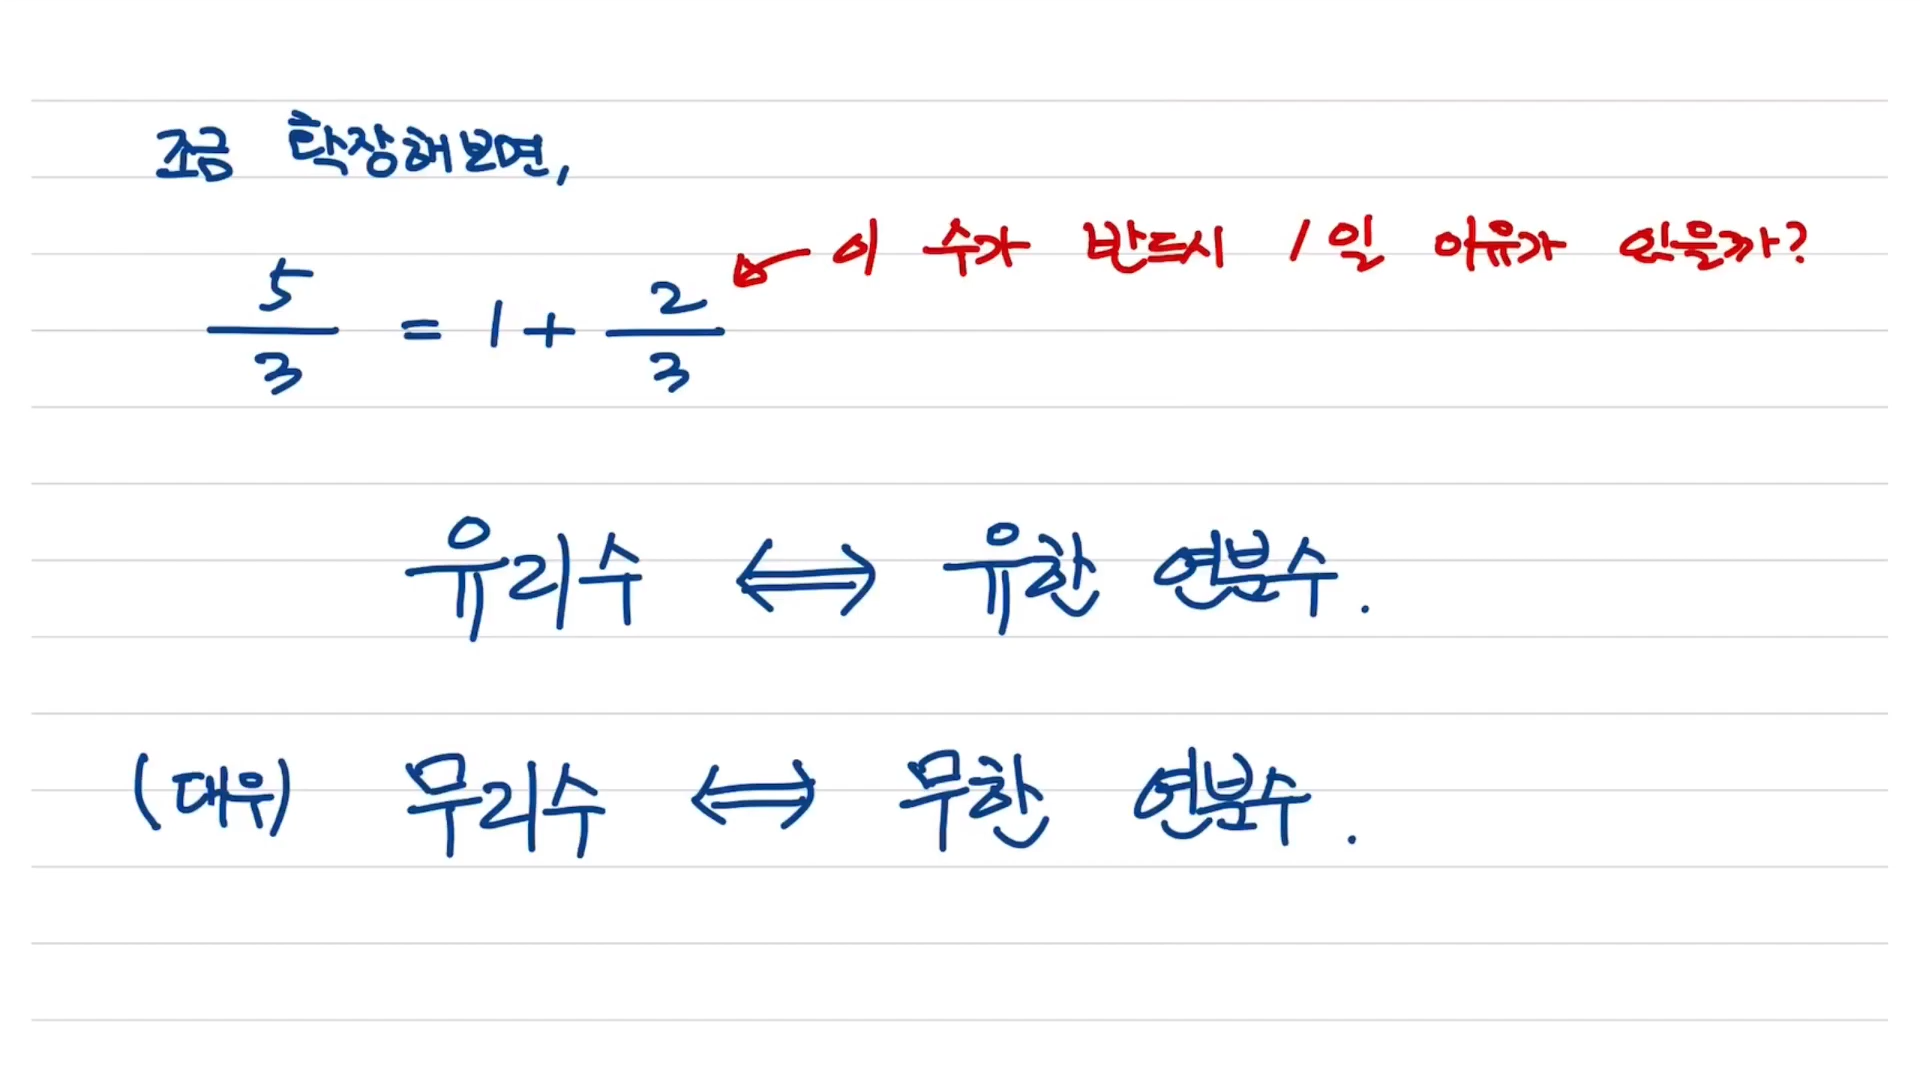 조금 확장해보면,
이 수가 반드시 1일 이유가 있을까?
5/3 = 1 + 2/3
유리수 ⟺ 유한 연분수.
(대우) 무리수 ⟺ 무한 연분수.